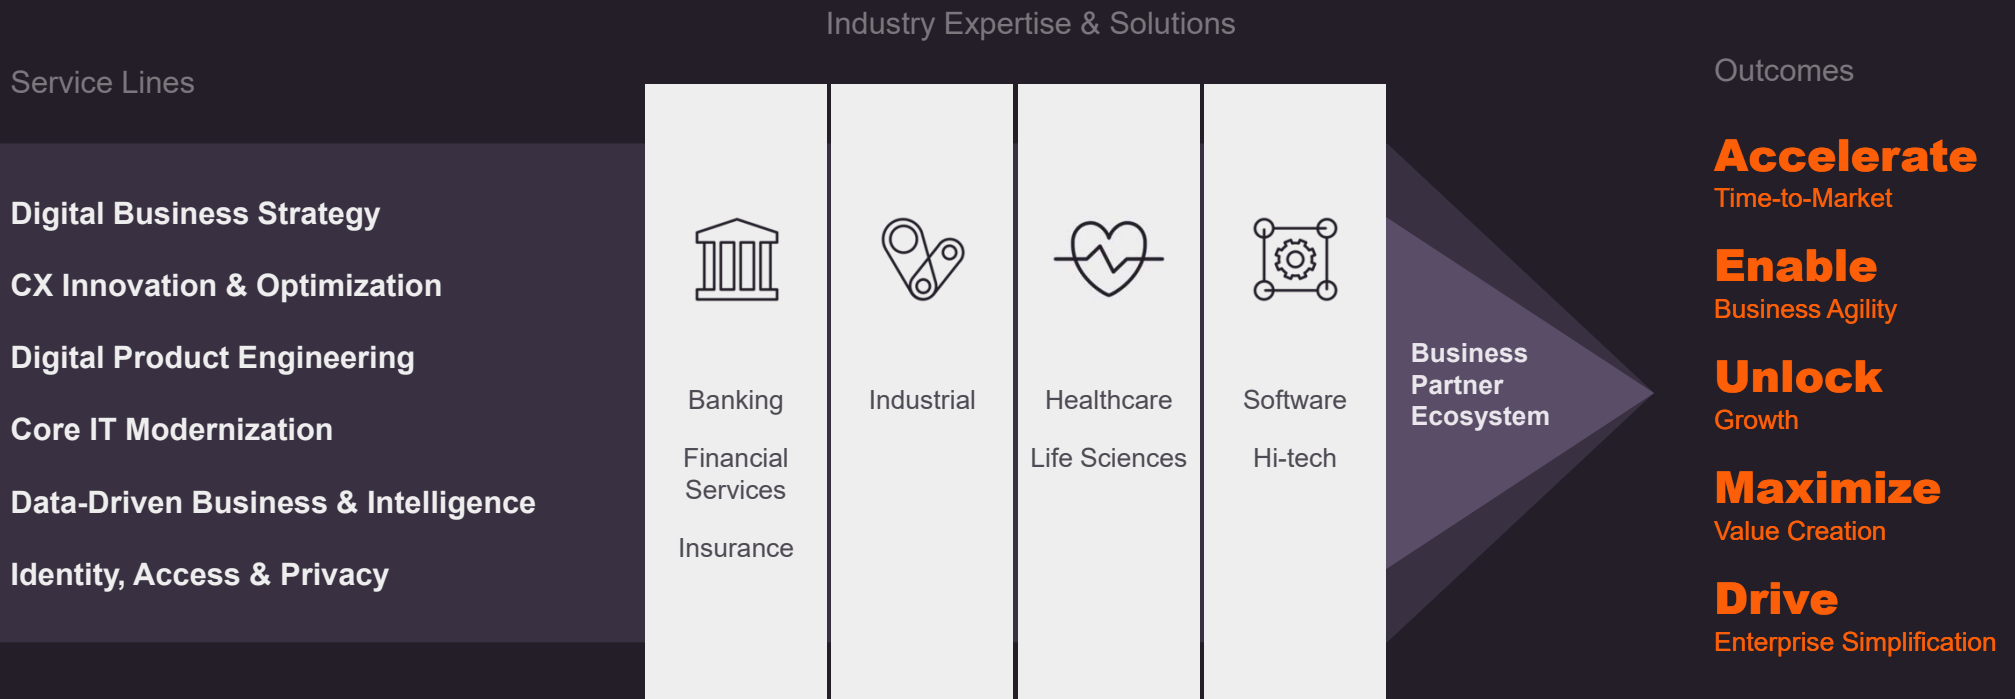 Industry Expertise & Solutions
Service Lines
Digital Business Strategy
CX Innovation & Optimization
Digital Product Engineering
Core IT Modernization
Data-Driven Business & Intelligence
Identity, Access & Privacy
Banking
Financial
Services
Insurance
Industrial
Healthcare
Life Sciences
Software
Hi-tech
Business
Partner
Ecosystem
Outcomes
Accelerate
Time-to-Market
Enable
Business Agility
Unlock
Growth
Maximize
Value Creation
Drive
Enterprise Simplification